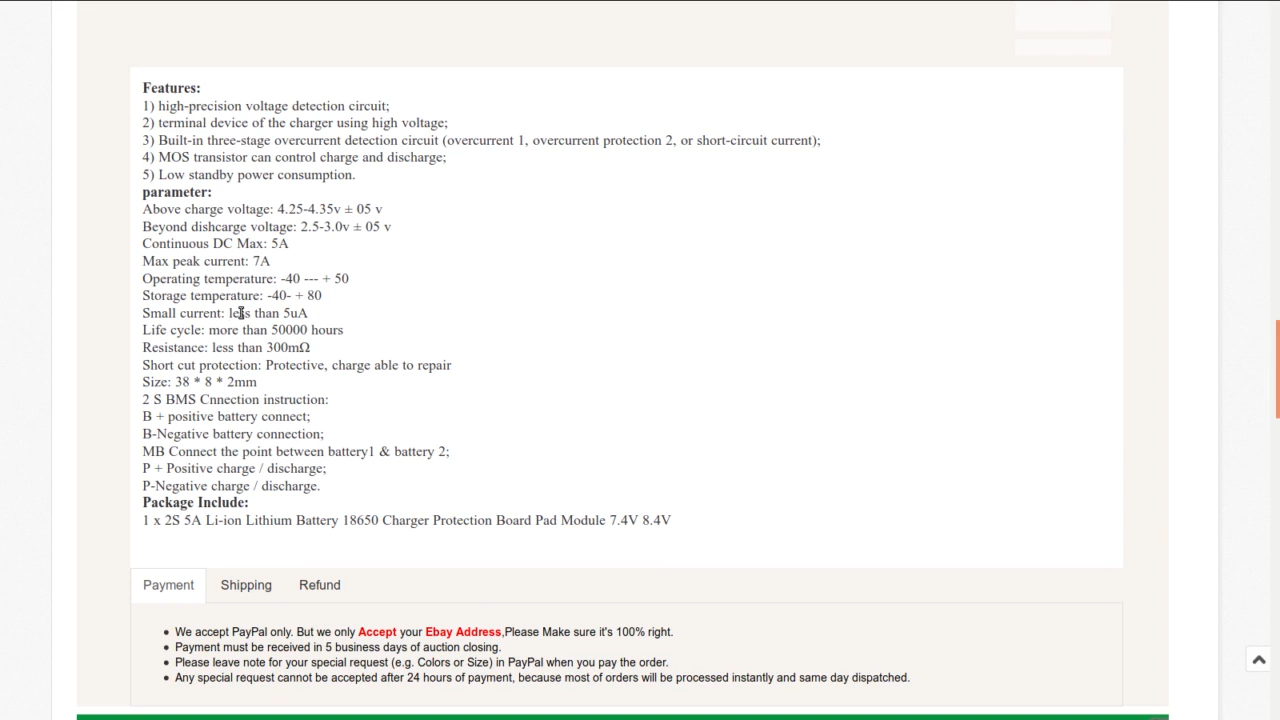 Features:
1) high-precision voltage detection circuit;
2) terminal device of the charger using high voltage;
3) Built-in three-stage overcurrent detection circuit (overcurrent 1, overcurrent protection 2, or short-circuit current);
4) MOS transistor can control charge and discharge;
5) Low standby power consumption.
parameter:
Above charge voltage: 4.25-4.35v ± 05 v
Beyond dishcarge voltage: 2.5-3.0v ± 05 v
Continuous DC Max: 5A
Max peak current: 7A
Operating temperature: -40 --- + 50
Storage temperature: -40- + 80
Small current: less than 5uA
Life cycle: more than 50000 hours
Resistance: less than 300mΩ
Short cut protection: Protective, charge able to repair
Size: 38 * 8 * 2mm
2 S BMS Cnnection instruction:
B + positive battery connect;
B-Negative battery connection;
MB Connect the point between battery1 & battery 2;
P + Positive charge / discharge;
P-Negative charge / discharge.
Package Include:
1 x 2S 5A Li-ion Lithium Battery 18650 Charger Protection Board Pad Module 7.4V 8.4V
Payment Shipping Refund
We accept PayPal only. But we only Accept your Ebay Address,Please Make sure it's 100% right.
Payment must be received in 5 business days of auction closing.
Please leave note for your special request (e.g. Colors or Size) in PayPal when you pay the order.
Any special request cannot be accepted after 24 hours of payment, because most of orders will be processed instantly and same day dispatched.